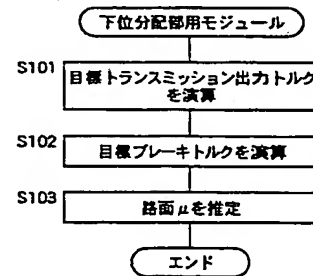 下位分配部用モジュール
S101
目標トランスミッション出力トルク
を演算
S102
目標ブレーキトルクを演算
S103
路面μを推定
エンド